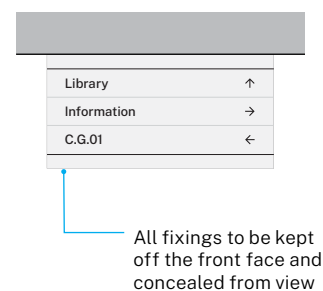 Library ↑
Information →
C.G.01 ←
All fixings to be kept
off the front face and
concealed from view